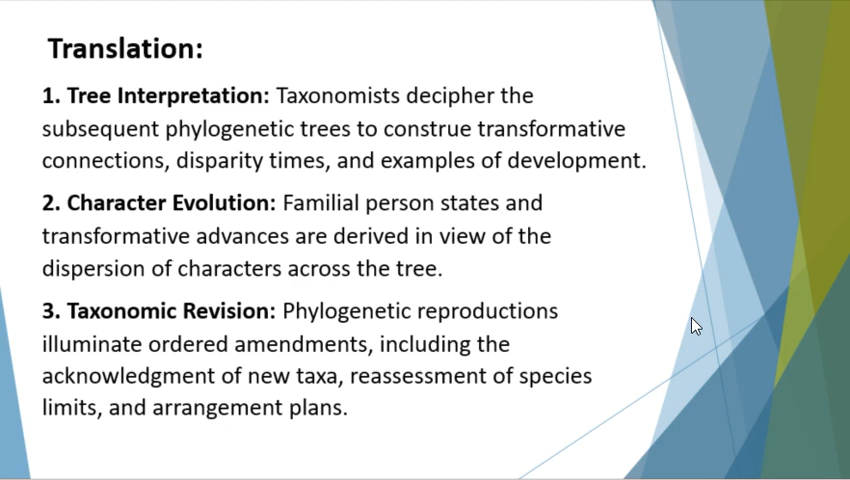 Translation:
1. Tree Interpretation: Taxonomists decipher the
subsequent phylogenetic trees to construe transformative
connections, disparity times, and examples of development.
2. Character Evolution: Familial person states and
transformative advances are derived in view of the
dispersion of characters across the tree.
3. Taxonomic Revision: Phylogenetic reproductions
illuminate ordered amendments, including the
acknowledgment of new taxa, reassessment of species
limits, and arrangement plans.